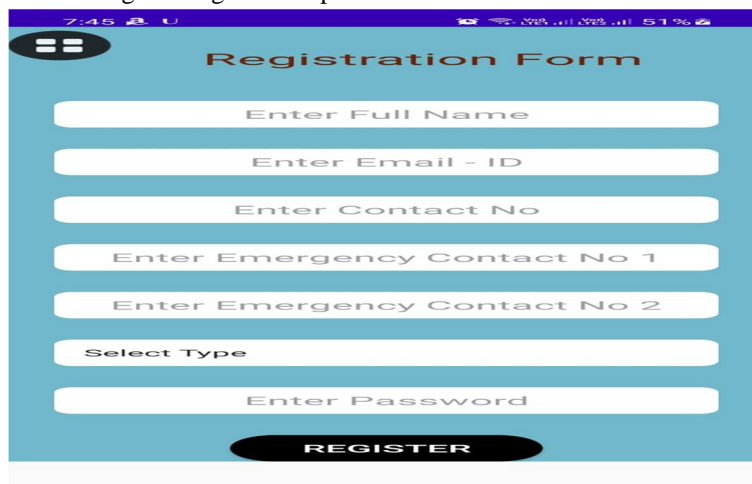 7:45
51%
Registration Form
Enter Full Name
Enter Email - ID
Enter Contact No
Enter Emergency Contact No 1
Enter Emergency Contact No 2
Select Type
Enter Password
REGISTER